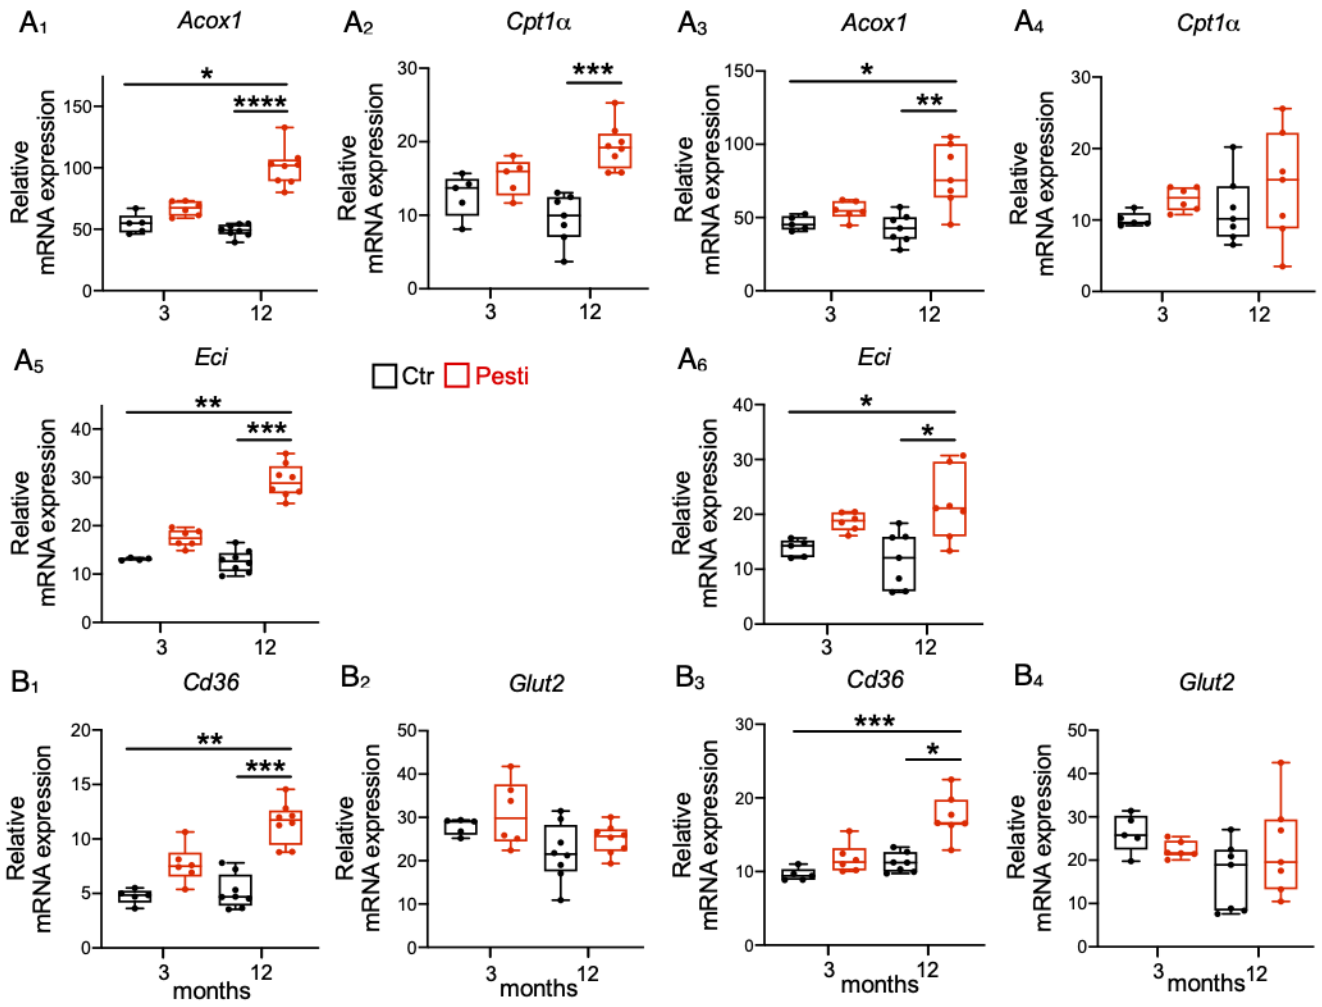 A1 Acox1
A2 Cpt1α
A3 Acox1
A4 Cpt1α
Relative
mRNA expression
150
100
50
0
*
****
3 12
Relative
mRNA expression
30
20
10
0
***
3 12
Relative
mRNA expression
150
100
50
0
*
**
3 12
Relative
mRNA expression
30
20
10
0
3 12
A5 Eci
Relative
mRNA expression
40
30
20
10
0
**
***
3 12
Ctr Pesti
A6 Eci
Relative
mRNA expression
40
30
20
10
0
*
*
3 12
B1 Cd36
Relative
mRNA expression
20
15
10
5
0
**
***
3 12
months
B2 Glut2
Relative
mRNA expression
50
40
30
20
10
0
3 12
months
B3 Cd36
Relative
mRNA expression
30
20
10
0
***
*
3 12
months
B4 Glut2
Relative
mRNA expression
50
40
30
20
10
0
3 12
months